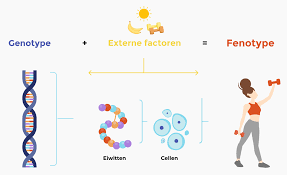 Genotype + Externe factoren = Fenotype
Eiwitten Cellen